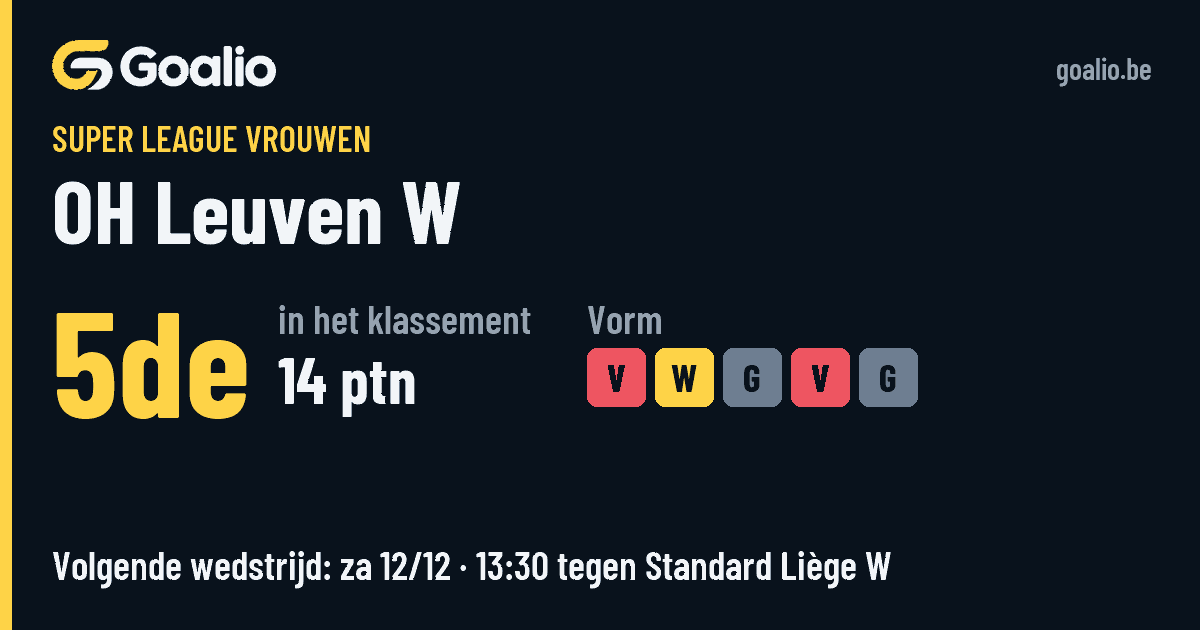 Goalio
goalio.be
SUPER LEAGUE VROUWEN
OH Leuven W
5de
in het klassement
14 ptn
Vorm
V W G V G
Volgende wedstrijd: za 12/12 · 13:30 tegen Standard Liège W